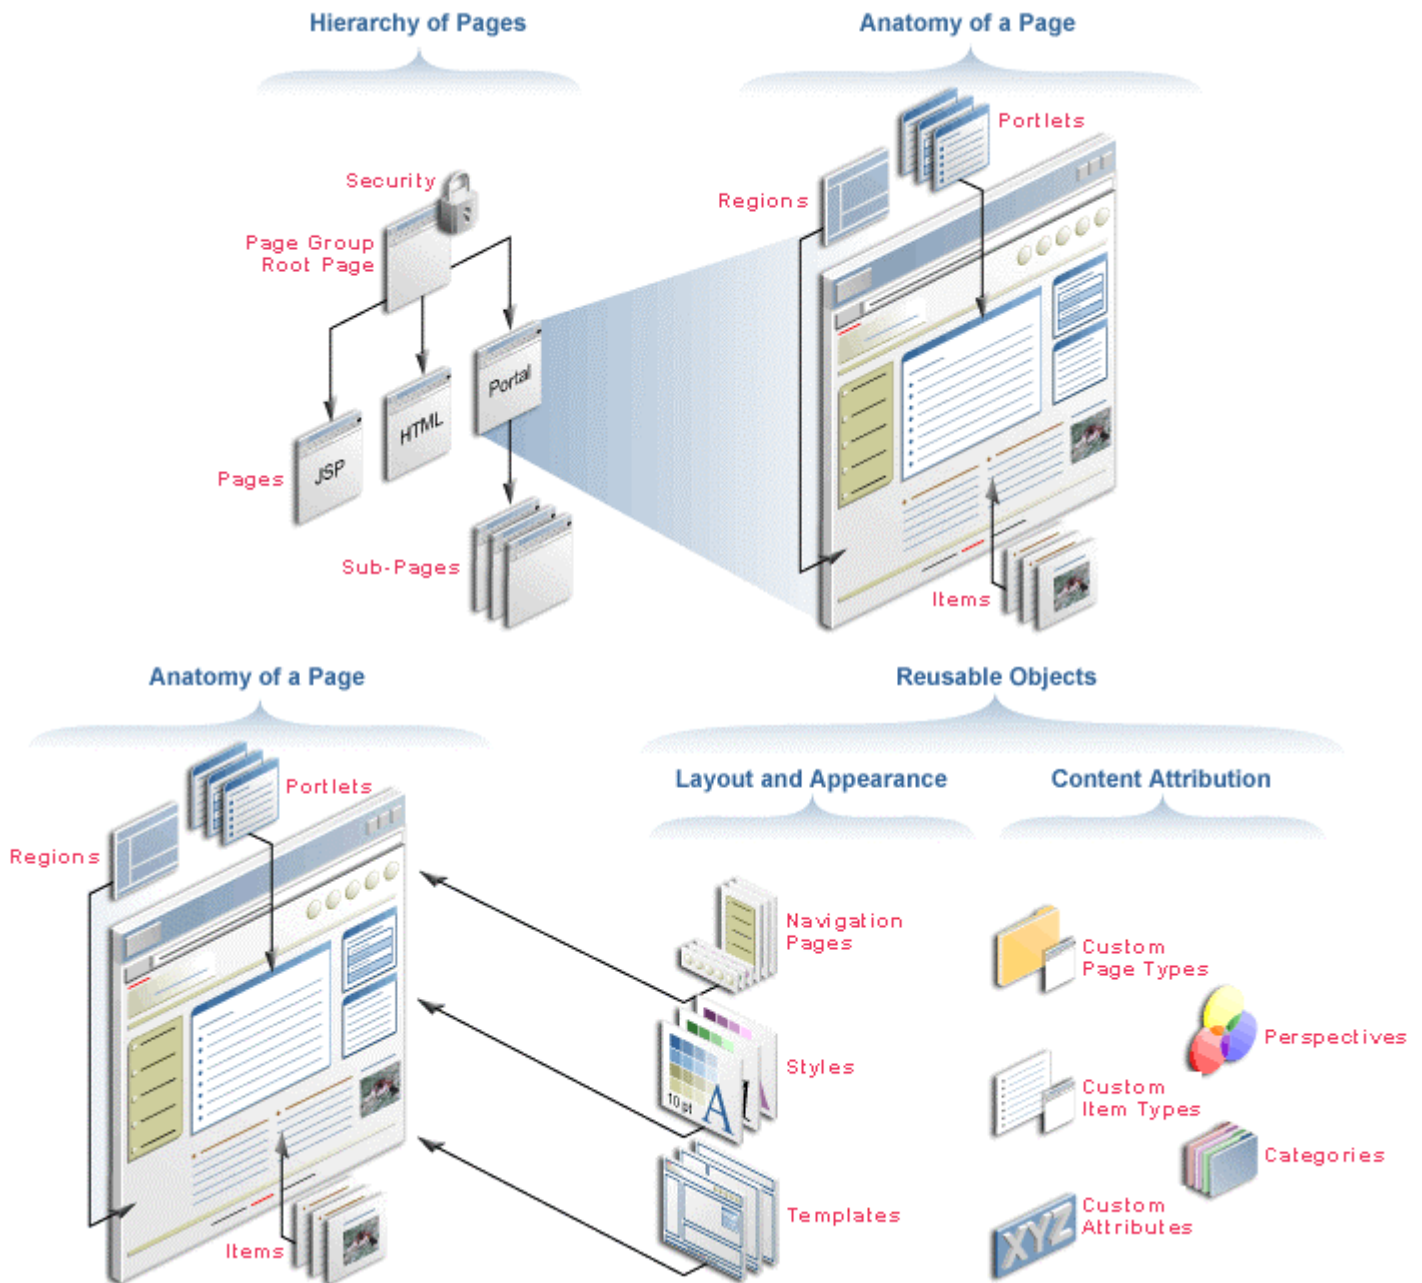 Hierarchy of Pages
Anatomy of a Page
Portlets
Security
Regions
Page Group
Root Page
Portal
HTML
JSP
Pages
Sub-Pages
Items
Anatomy of a Page
Reusable Objects
Portlets
Layout and Appearance
Content Attribution
Regions
Navigation
Pages
Custom
Page Types
Perspectives
Styles
10 pt
A
Custom
Item Types
Categories
Templates
Custom
Attributes
XYZ
Items